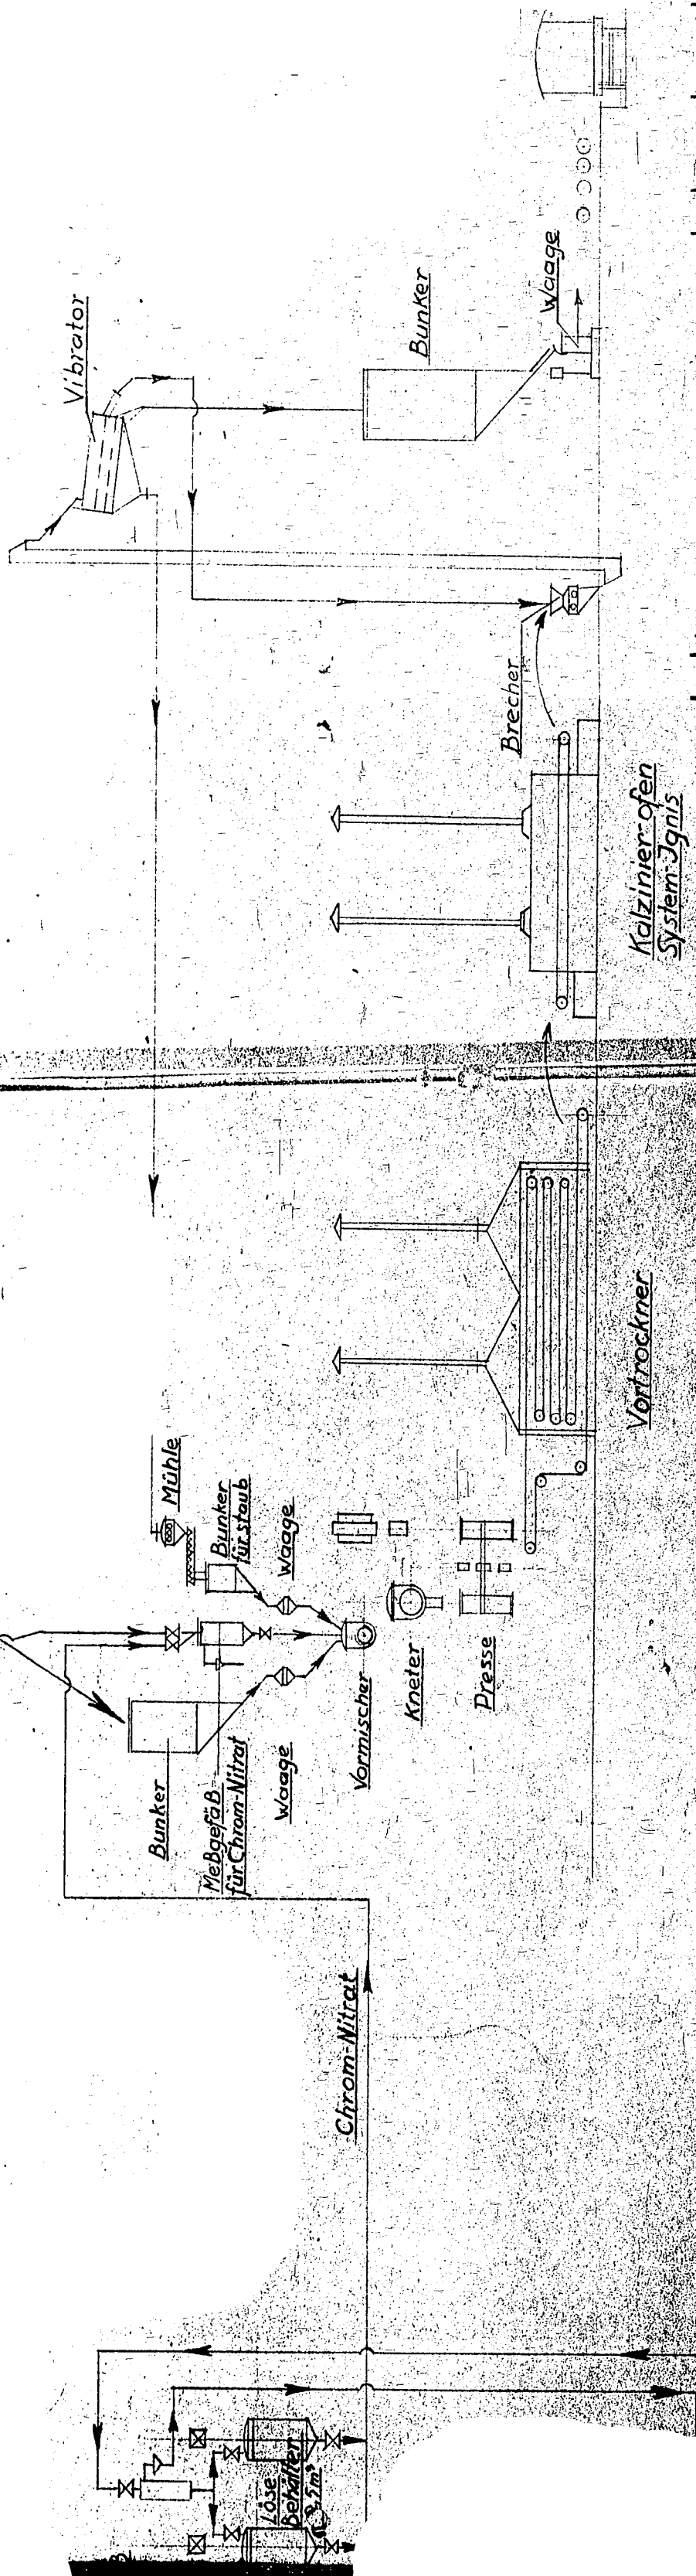 Löse
Behälter
Chrom-Nitrat
Bunker
Meßgefäß
für Chrom-Nitrat
Waage
Vormischer
Kneter
Presse
Mühle
Bunker
für staub
Waage
Vortrockner
Kalzinier-ofen
System-Jgnis
Brecher
Vibrator
Bunker
Waage